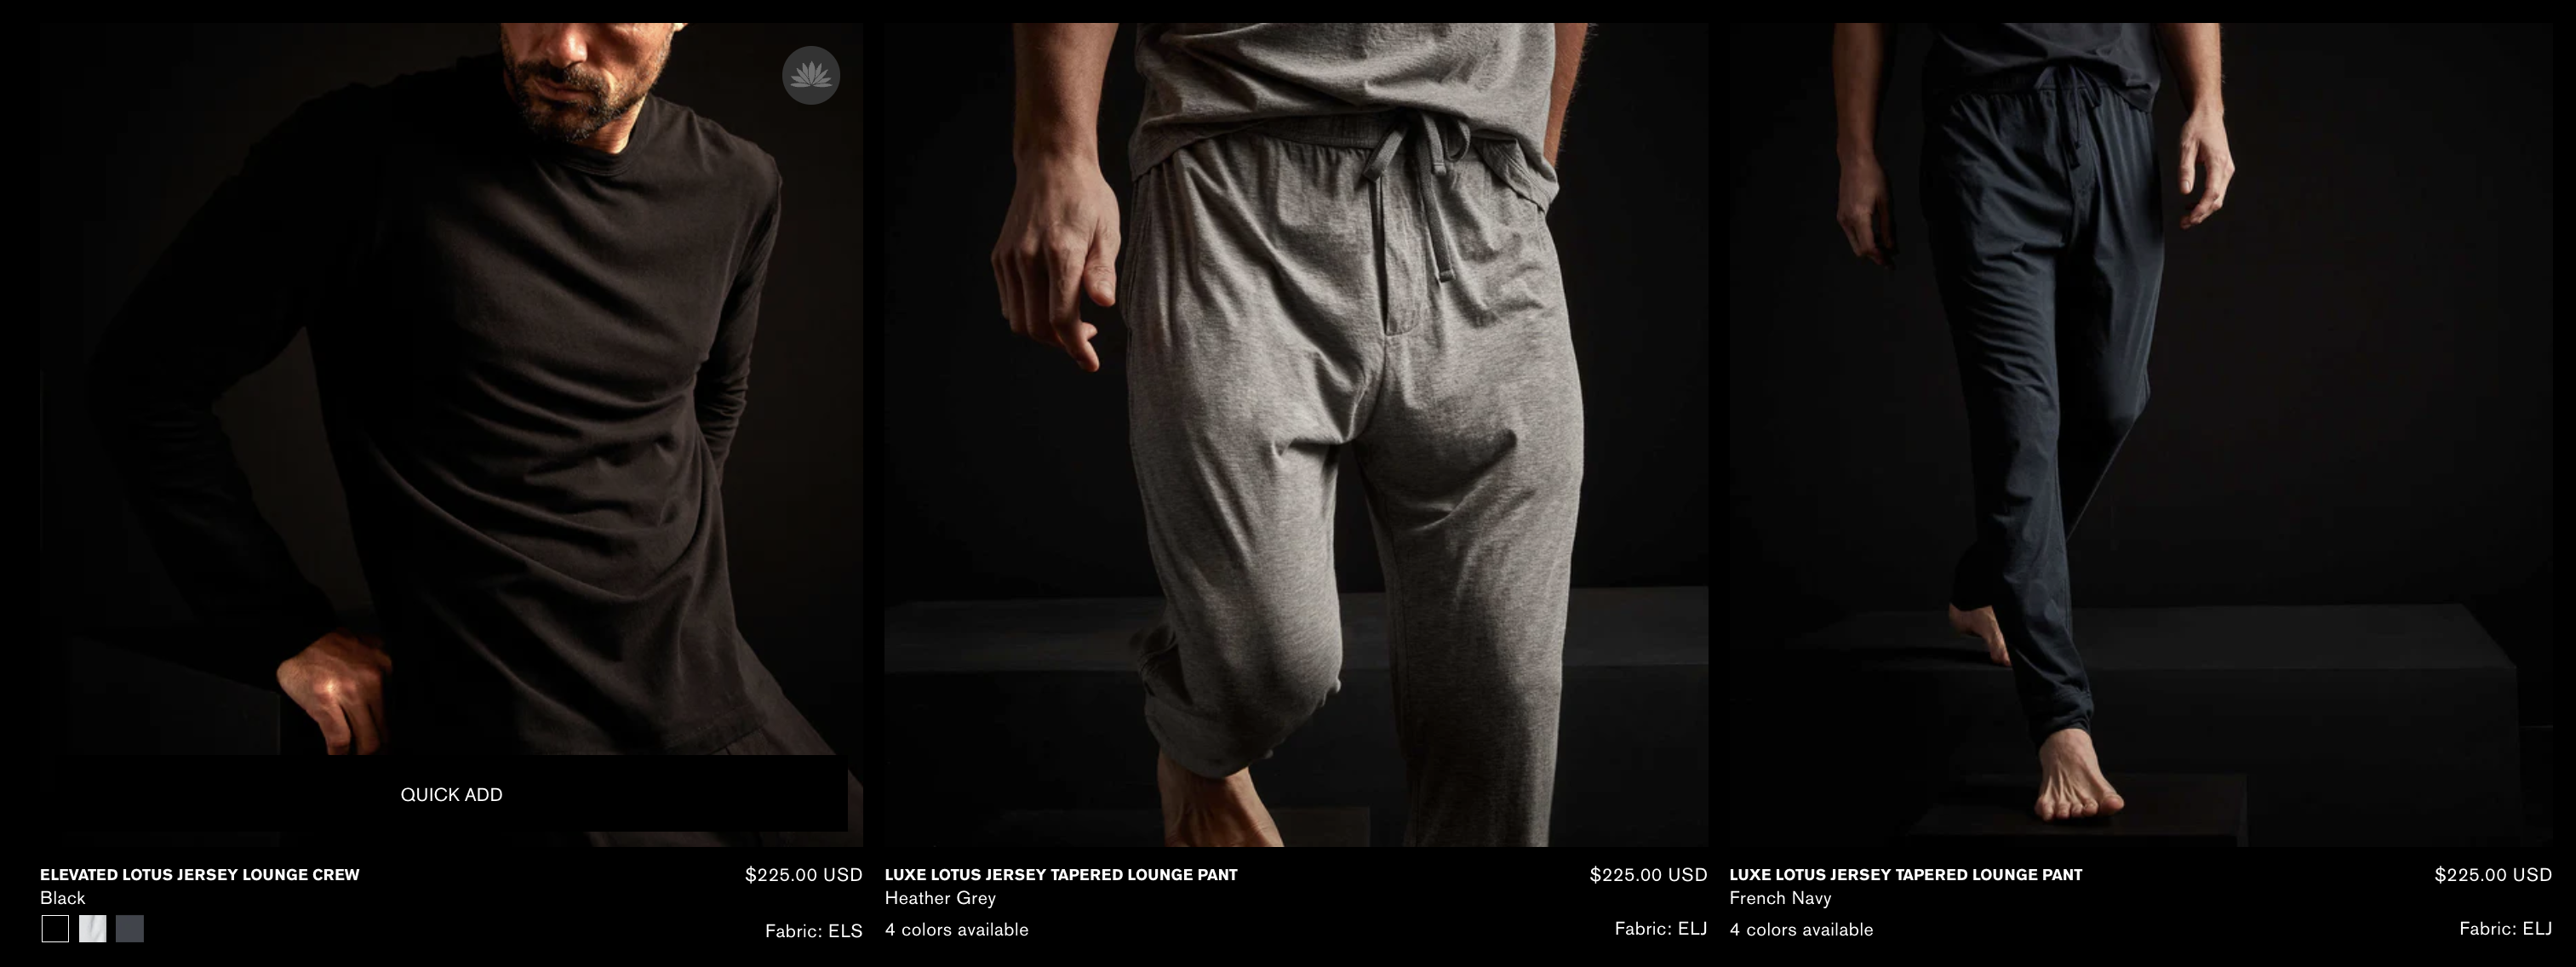 QUICK ADD
ELEVATED LOTUS JERSEY LOUNGE CREW
$225.00 USD
Black
Fabric: ELS
LUXE LOTUS JERSEY TAPERED LOUNGE PANT
$225.00 USD
Heather Grey
4 colors available
Fabric: ELJ
LUXE LOTUS JERSEY TAPERED LOUNGE PANT
$225.00 USD
French Navy
4 colors available
Fabric: ELJ